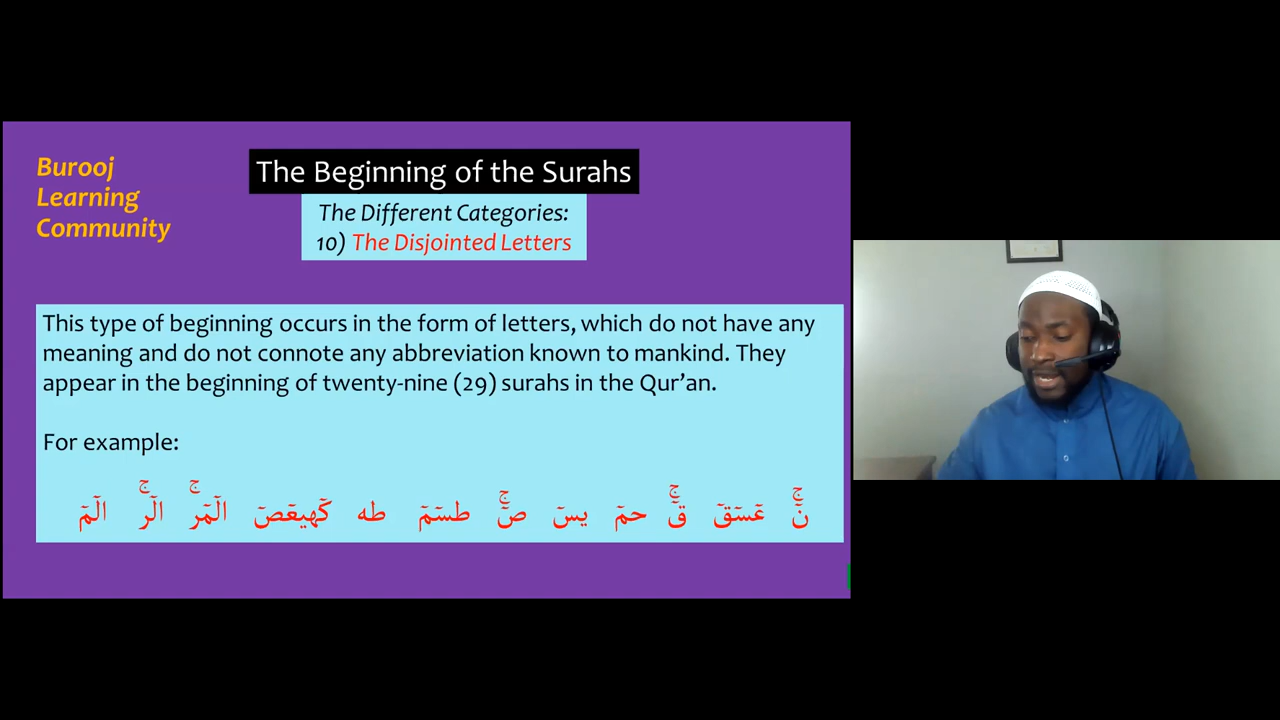 Burooj
Learning
Community
The Beginning of the Surahs
The Different Categories:
10) The Disjointed Letters
This type of beginning occurs in the form of letters, which do not have any
meaning and do not connote any abbreviation known to mankind. They
appear in the beginning of twenty-nine (29) surahs in the Qur’an.
For example:
نٓۚ عٓسٓقٓ قٓۚ حمٓ يسٓ صٓۚ طسٓمٓ طه كٓهيعٓصٓ الٓمٓرٰۚ الٓرٰۚ الٓمٓ